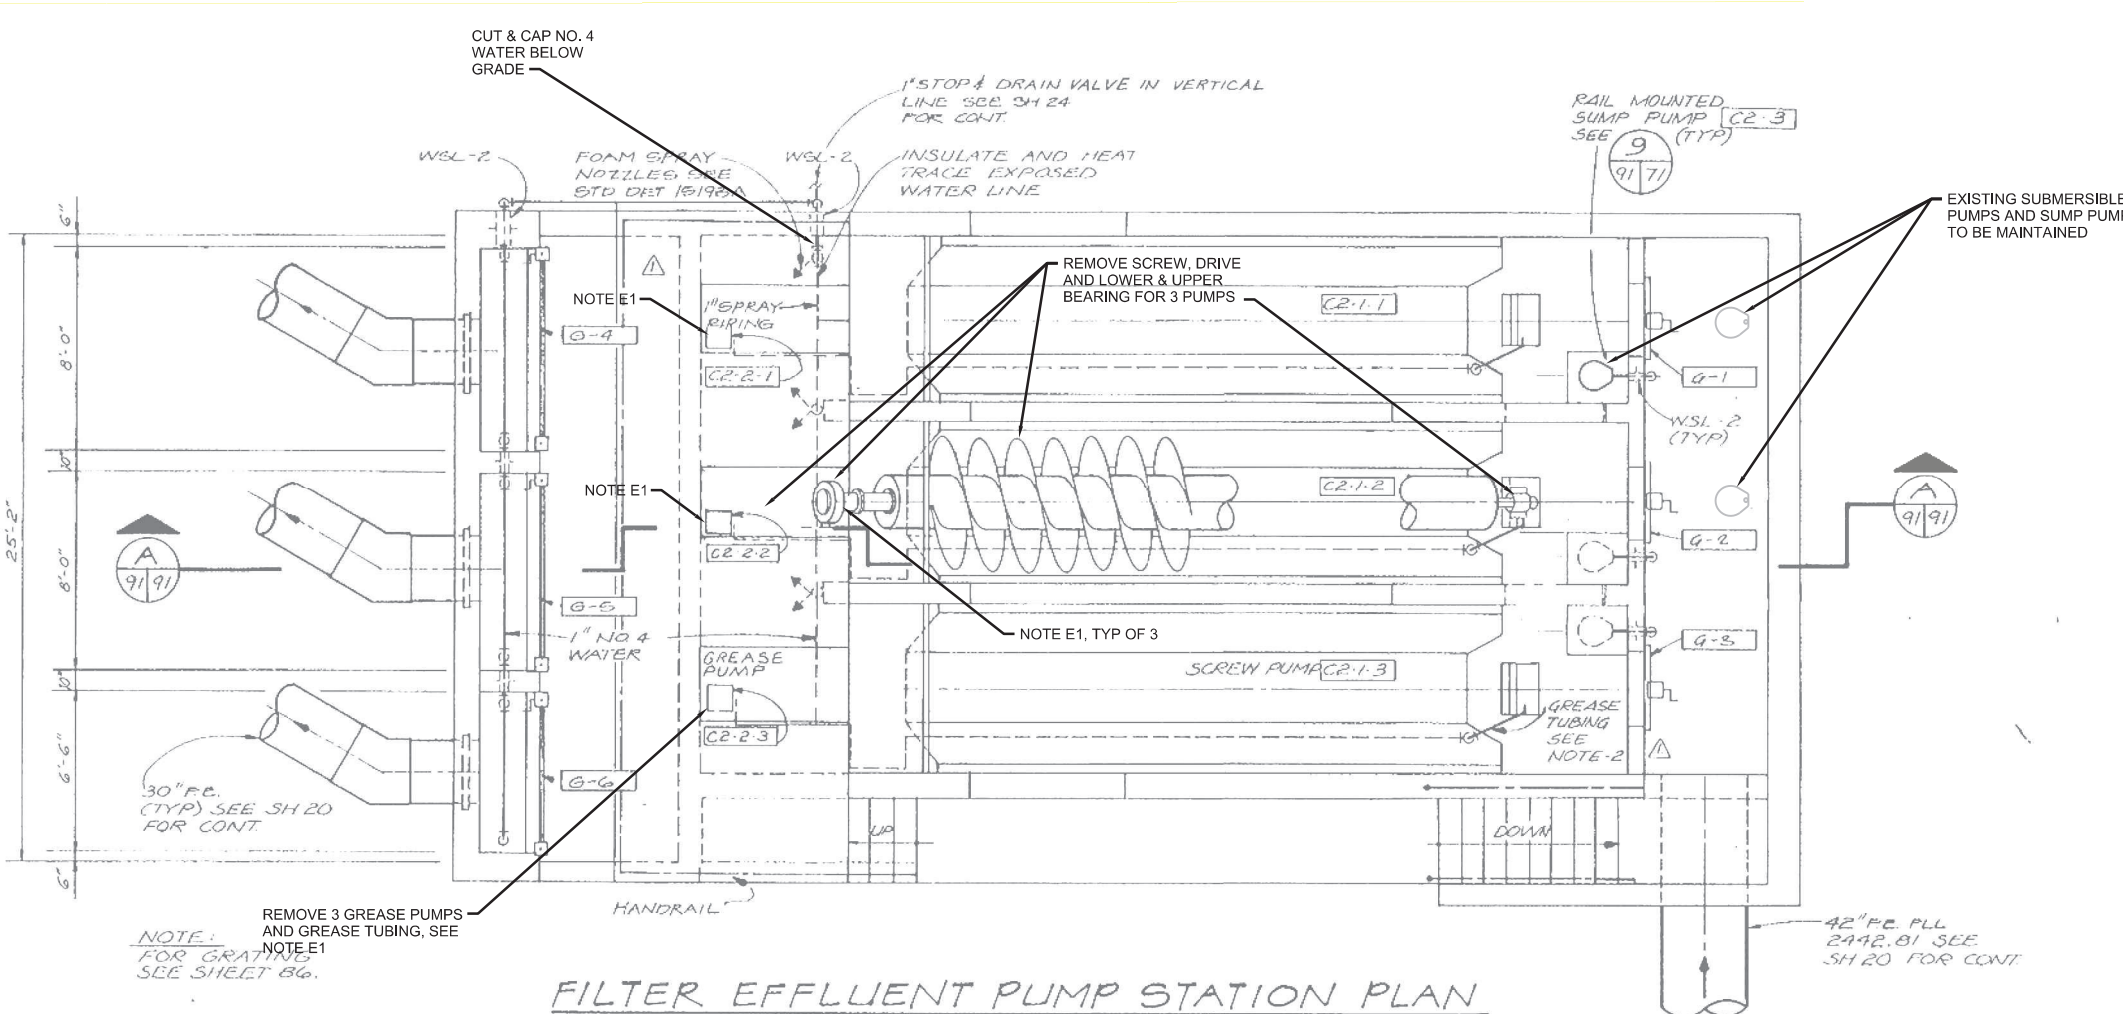 CUT & CAP NO. 4
WATER BELOW
GRADE
1" STOP & DRAIN VALVE IN VERTICAL
LINE SEE SH 24
FOR CONT.
RAIL MOUNTED
SUMP PUMP C2-3
SEE (TYP)
9
91 71
WSL-2
FOAM SPRAY
NOZZLES SEE
STD DET 15193A
WSL-2
INSULATE AND HEAT
TRACE EXPOSED
WATER LINE
EXISTING SUBMERSIBLE
PUMPS AND SUMP PUMP
TO BE MAINTAINED
6"
8'-0"
10"
8'-0"
10"
6'-6"
6"
25'-2"
1
NOTE E1
1" SPRAY
PIPING
G-4
C2-2-1
REMOVE SCREW, DRIVE
AND LOWER & UPPER
BEARING FOR 3 PUMPS
C2-1-1
G-1
WSL-2
(TYP)
NOTE E1
C2-2-2
C2-1-2
G-2
A
91 91
A
91 91
G-5
1" NO. 4
WATER
NOTE E1, TYP OF 3
G-3
GREASE
PUMP
C2-2-3
SCREW PUMP C2-1-3
GREASE
TUBING
SEE
NOTE-2
1
G-6
30" F.E.
(TYP) SEE SH 20
FOR CONT.
UP
DOWN
HANDRAIL
REMOVE 3 GREASE PUMPS
AND GREASE TUBING, SEE
NOTE E1
NOTE:
FOR GRATING
SEE SHEET 86.
42" F.E. FLL
2442.81 SEE
SH 20 FOR CONT.
FILTER EFFLUENT PUMP STATION PLAN